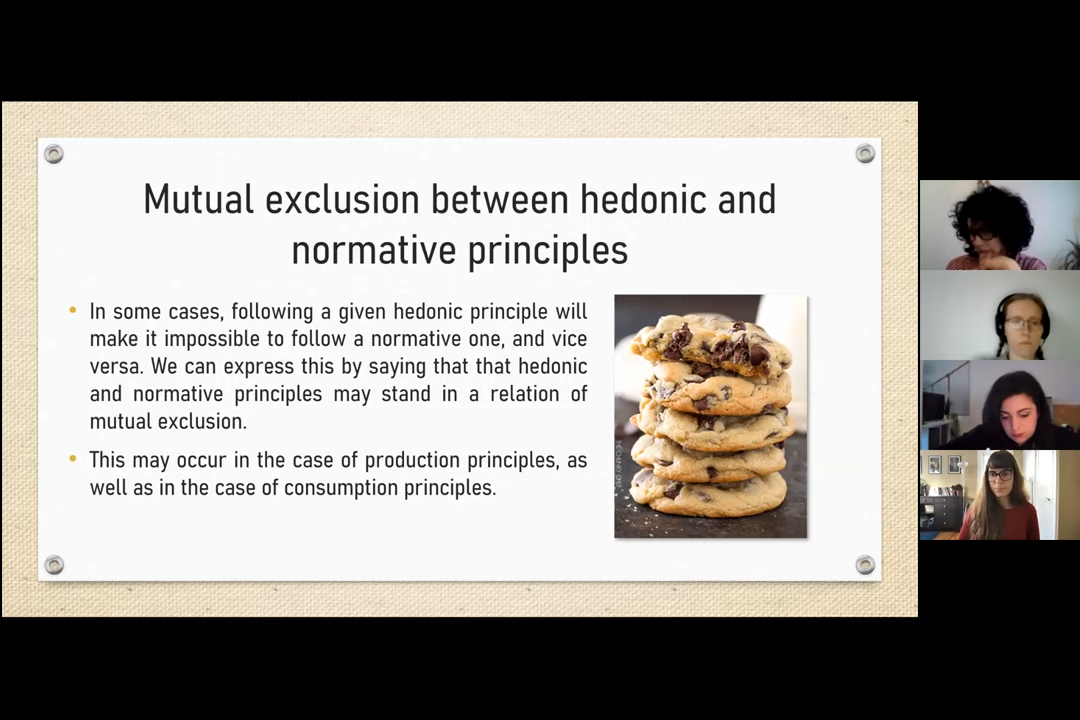 Mutual exclusion between hedonic and
normative principles
• In some cases, following a given hedonic principle will
make it impossible to follow a normative one, and vice
versa. We can express this by saying that that hedonic
and normative principles may stand in a relation of
mutual exclusion.
• This may occur in the case of production principles, as
well as in the case of consumption principles.